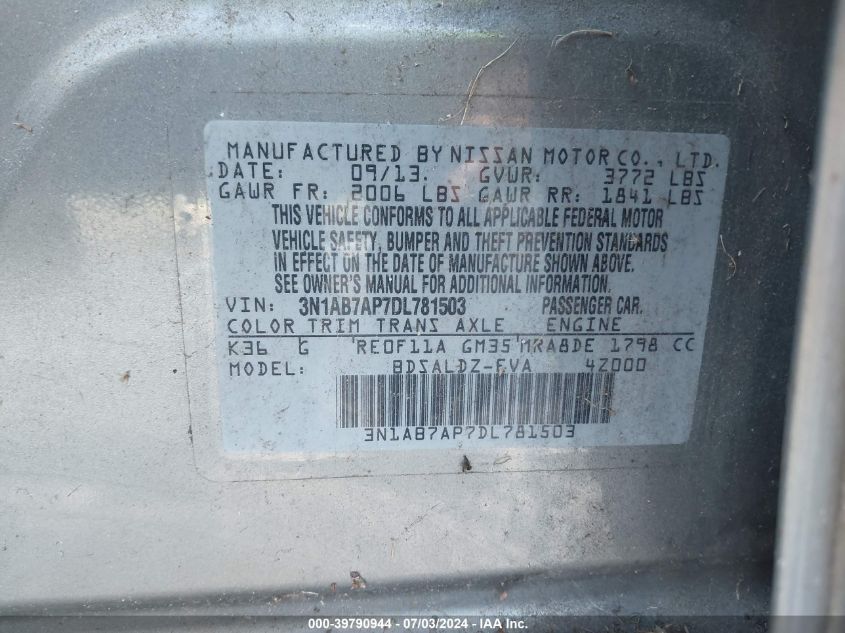 MANUFACTURED BY NISSAN MOTOR CO., LTD.
DATE: 09/13 GVWR: 3772 LBS
GAWR FR: 2006 LBS GAWR RR: 1841 LBS
THIS VEHICLE CONFORMS TO ALL APPLICABLE FEDERAL MOTOR
VEHICLE SAFETY, BUMPER AND THEFT PREVENTION STANDARDS
IN EFFECT ON THE DATE OF MANUFACTURE SHOWN ABOVE.
SEE OWNER'S MANUAL FOR ADDITIONAL INFORMATION.
VIN: 3N1AB7AP7DL781503 PASSENGER CAR.
COLOR TRIM TRANS AXLE ENGINE
K36 G RE0F11A GM35 MRA8DE 1798 CC
MODEL: BDSALDZ-EVA 42000
3N1AB7AP7DL781503
000-39790944 | 07/03/2024 - IAA Inc.